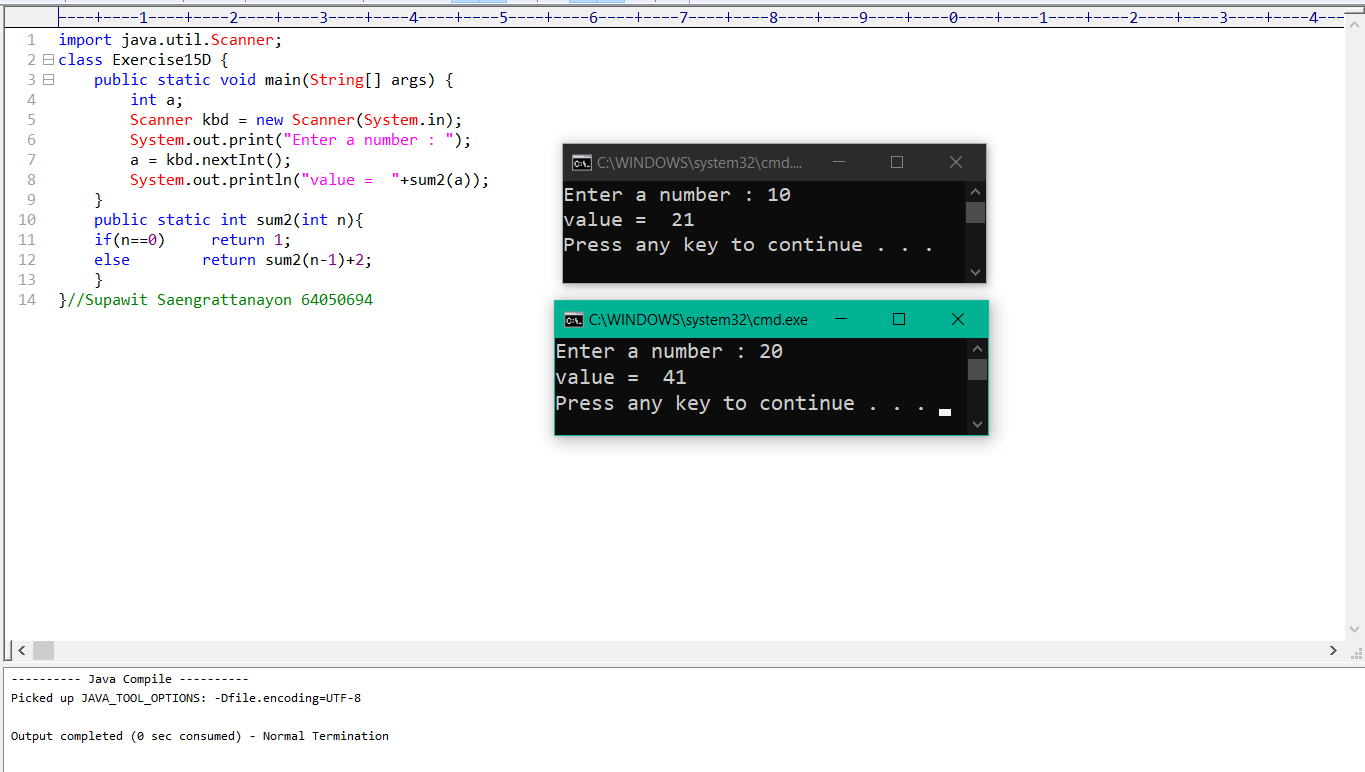 |----+----1----+----2----+----3----+----4----+----5----+----6----+----7----+----8----+----9----+----0----+----1----+----2----+----3----+----4---
1 import java.util.Scanner;
2 class Exercise15D {
3 public static void main(String[] args) {
4 int a;
5 Scanner kbd = new Scanner(System.in);
6 System.out.print("Enter a number : ");
7 a = kbd.nextInt();
8 System.out.println("value =  "+sum2(a));
9 }
10 public static int sum2(int n){
11 if(n==0)     return 1;
12 else        return sum2(n-1)+2;
13 }
14 }//Supawit Saengrattanayon 64050694
C:\WINDOWS\system32\cmd....
Enter a number : 10
value =  21
Press any key to continue . . .
C:\WINDOWS\system32\cmd.exe
Enter a number : 20
value =  41
Press any key to continue . . .
---------- Java Compile ----------
Picked up JAVA_TOOL_OPTIONS: -Dfile.encoding=UTF-8
Output completed (0 sec consumed) - Normal Termination